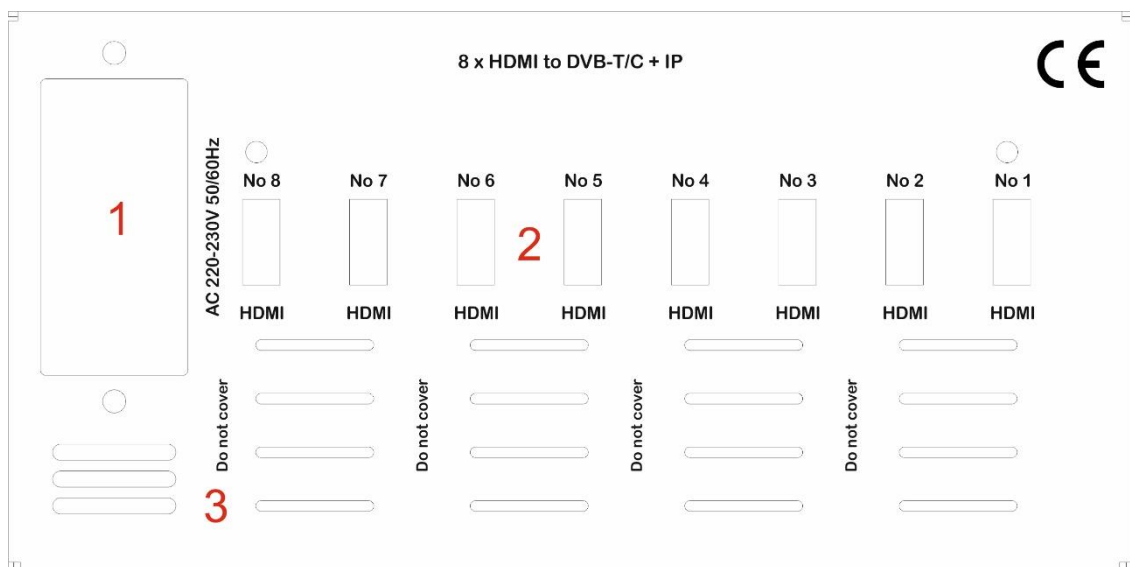 8 x HDMI to DVB-T/C + IP
CE
1
AC 220-230V 50/60Hz
No 8 No 7 No 6 No 5 No 4 No 3 No 2 No 1
2
HDMI HDMI HDMI HDMI HDMI HDMI HDMI HDMI
Do not cover
Do not cover
Do not cover
Do not cover
3